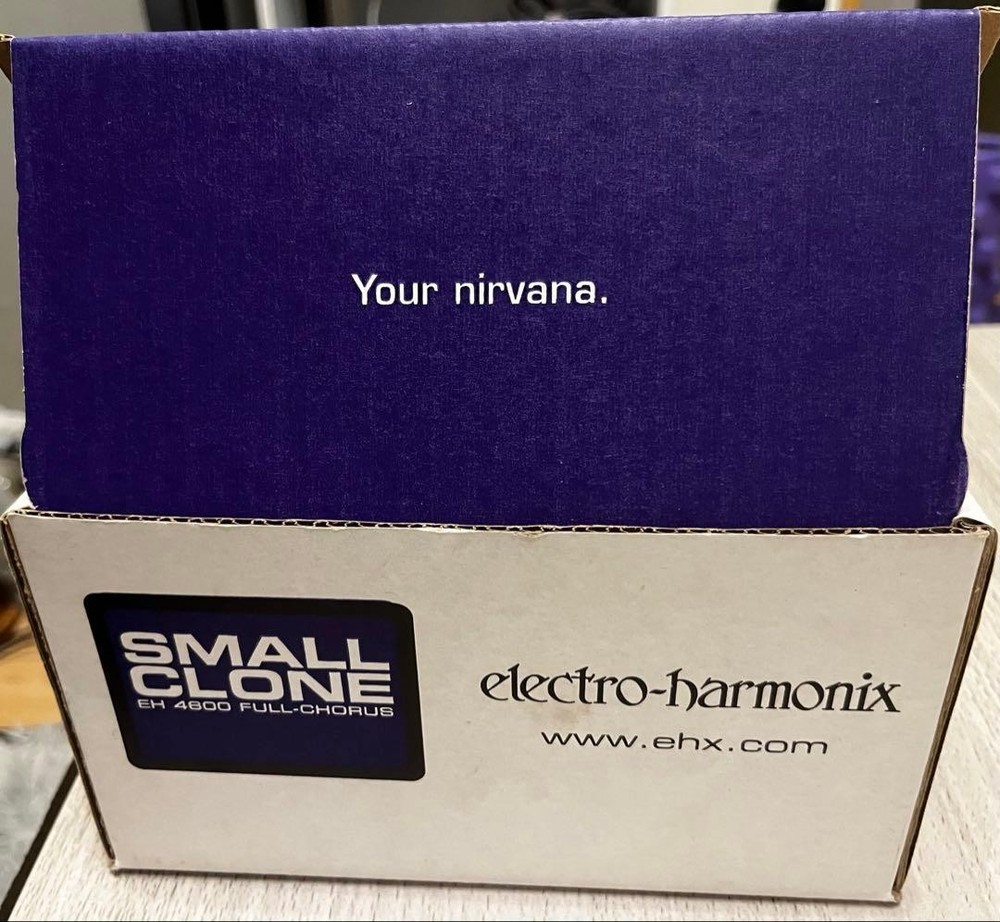 Your nirvana.
SMALL
CLONE
EH 4600 FULL-CHORUS
electro-harmonix
www.ehx.com